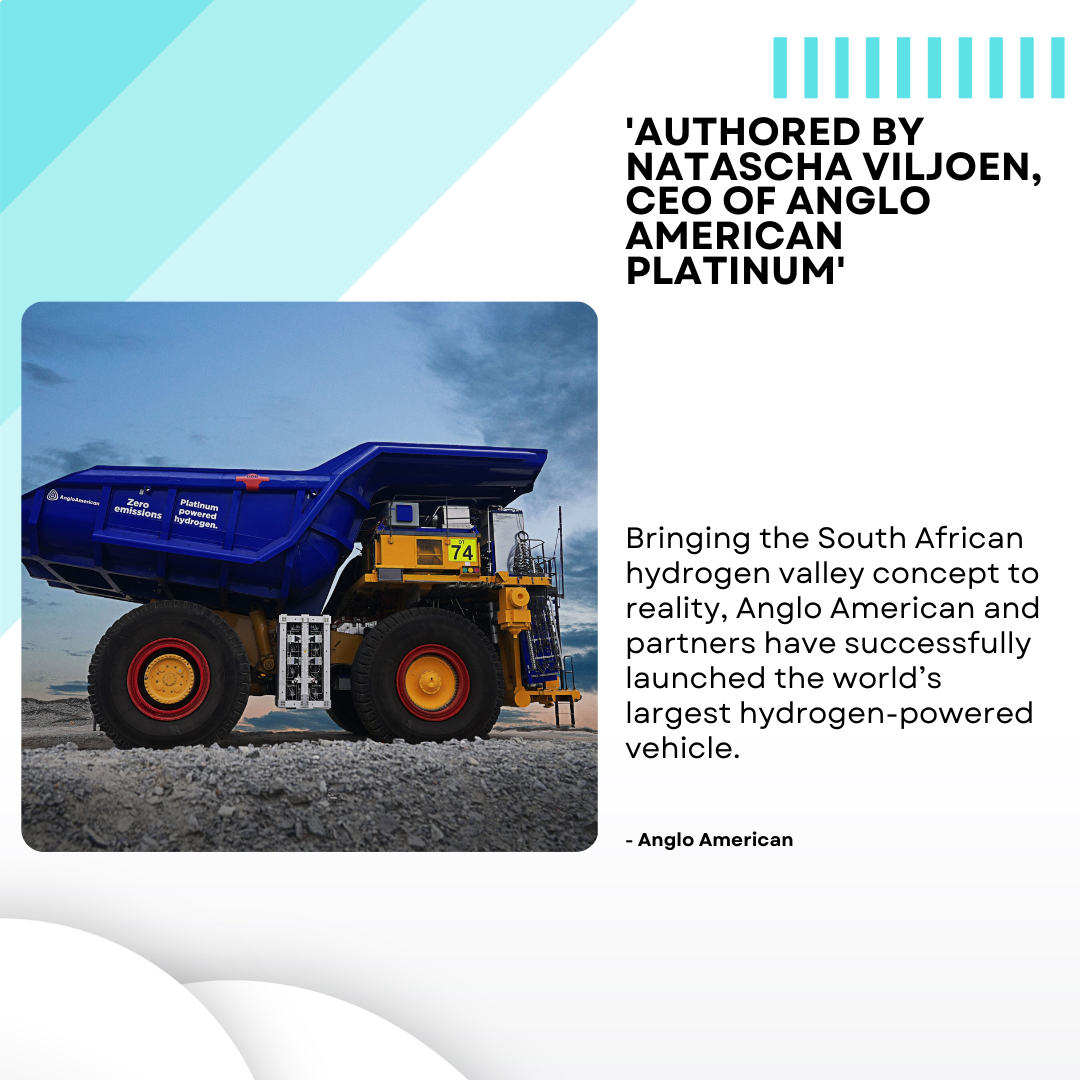 'AUTHORED BY
NATASCHA VILJOEN,
CEO OF ANGLO
AMERICAN
PLATINUM'
AngloAmerican
Zero
emissions
Platinum
powered
hydrogen.
DT
74
Bringing the South African
hydrogen valley concept to
reality, Anglo American and
partners have successfully
launched the world’s
largest hydrogen-powered
vehicle.
- Anglo American